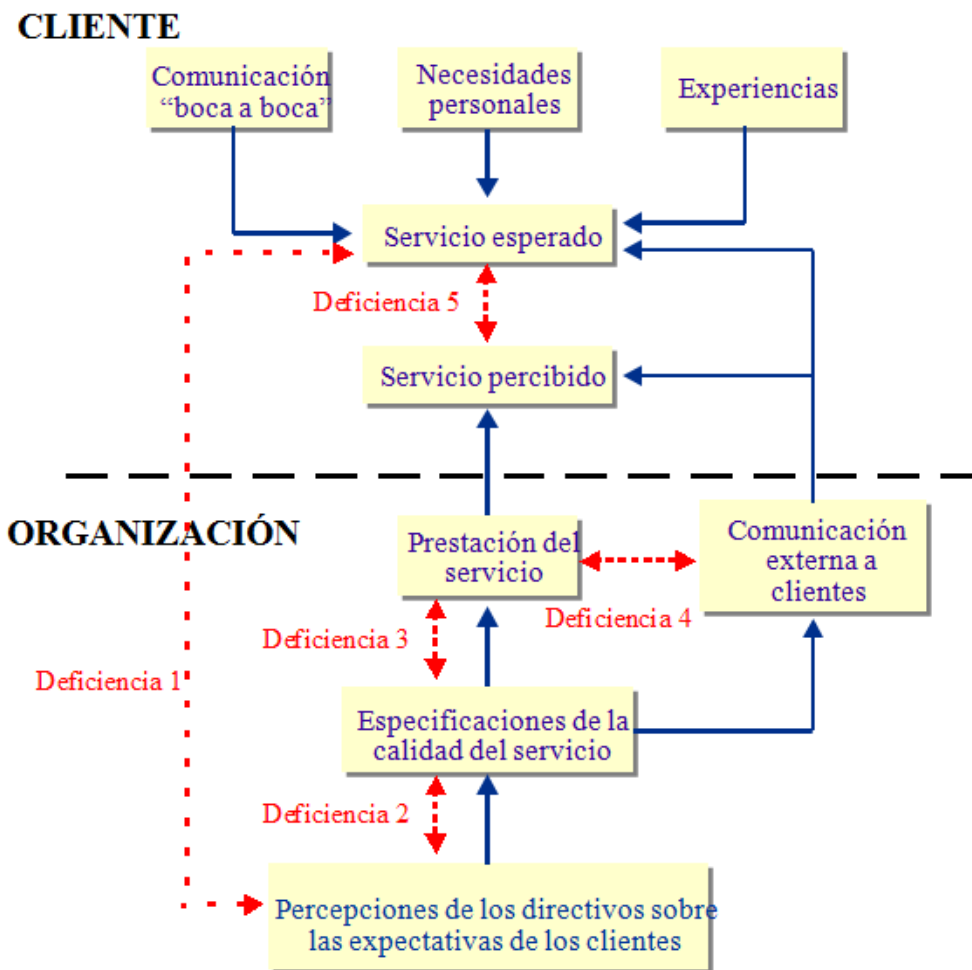 CLIENTE
Comunicación
“boca a boca”
Necesidades
personales
Experiencias
Servicio esperado
Deficiencia 5
Servicio percibido
ORGANIZACIÓN
Prestación del
servicio
Comunicación
externa a
clientes
Deficiencia 4
Deficiencia 3
Deficiencia 1
Especificaciones de la
calidad del servicio
Deficiencia 2
Percepciones de los directivos sobre
las expectativas de los clientes